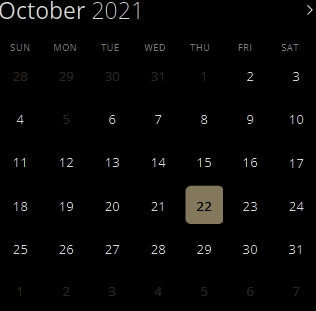 October 2021
SUN MON TUE WED THU FRI SAT
28 29 30 31 1 2 3
4 5 6 7 8 9 10
11 12 13 14 15 16 17
18 19 20 21 22 23 24
25 26 27 28 29 30 31
1 2 3 4 5 6 7